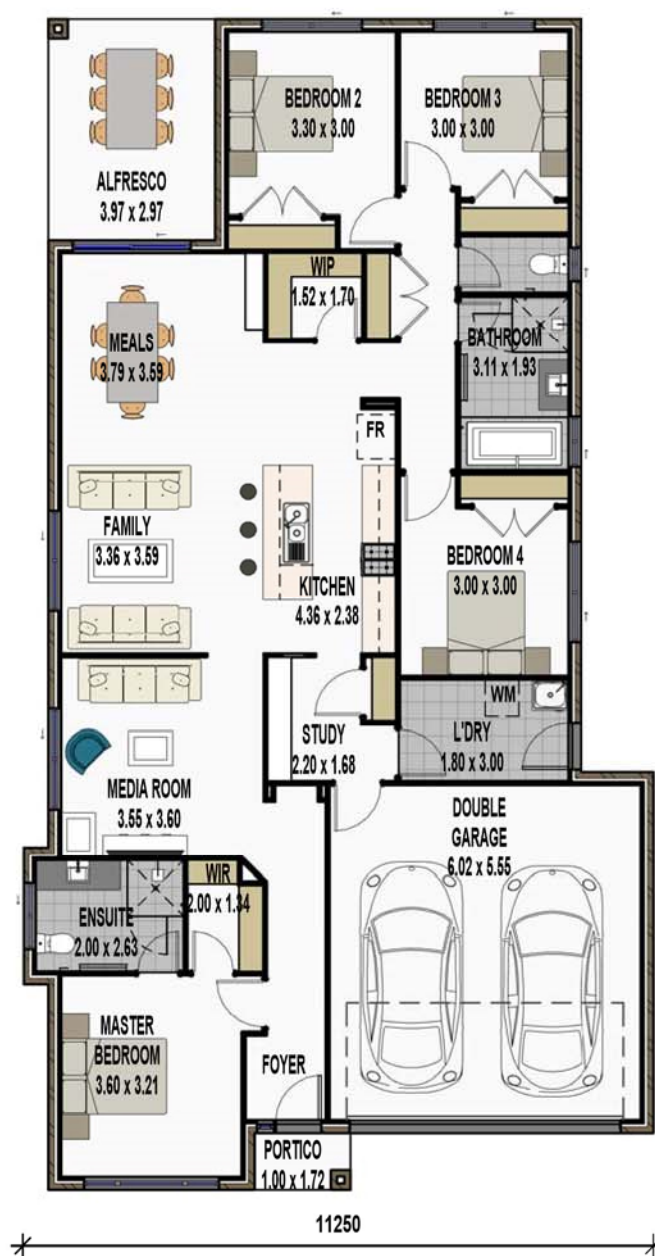 BEDROOM 2
3.30 x 3.00
BEDROOM 3
3.00 x 3.00
ALFRESCO
3.97 x 2.97
WIP
1.52 x 1.70
MEALS
3.79 x 3.59
BATHROOM
3.11 x 1.93
FR
FAMILY
3.36 x 3.59
KITCHEN
4.36 x 2.38
BEDROOM 4
3.00 x 3.00
WM
STUDY
2.20 x 1.68
L'DRY
1.80 x 3.00
MEDIA ROOM
3.55 x 3.60
DOUBLE
GARAGE
6.02 x 5.55
WIR
2.00 x 1.34
ENSUITE
2.00 x 2.63
MASTER
BEDROOM
3.60 x 3.21
FOYER
PORTICO
1.00 x 1.72
11250